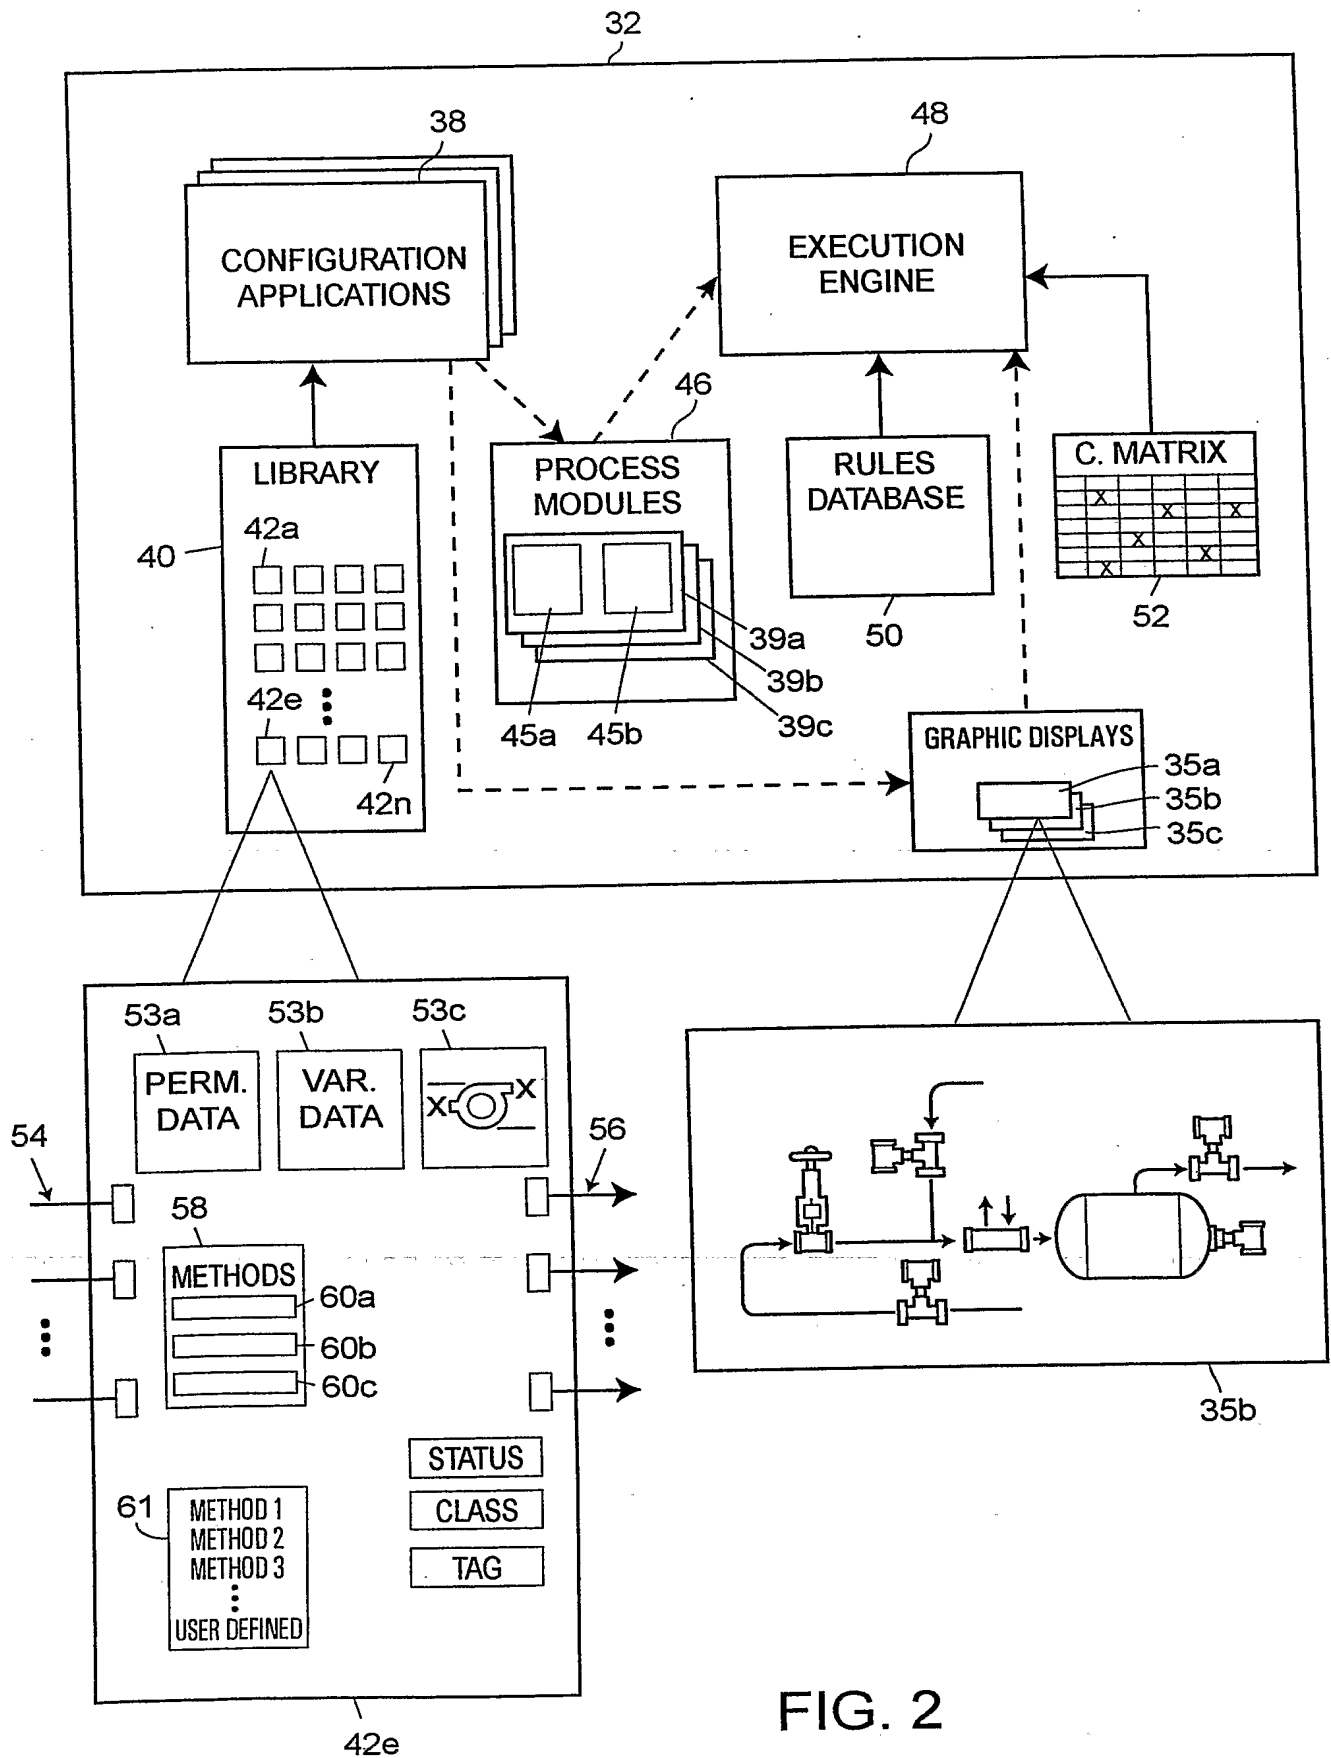 32
38
48
CONFIGURATION
APPLICATIONS
EXECUTION
ENGINE
46
LIBRARY
PROCESS
MODULES
RULES
DATABASE
C. MATRIX
X
X
X
X
X
X
40
42a
42e
42n
50
52
39a
39b
39c
45a
45b
GRAPHIC DISPLAYS
35a
35b
35c
53a
53b
53c
PERM.
DATA
VAR.
DATA
X
X
54
56
58
METHODS
60a
60b
60c
35b
STATUS
CLASS
TAG
61
METHOD 1
METHOD 2
METHOD 3
USER DEFINED
42e
FIG. 2